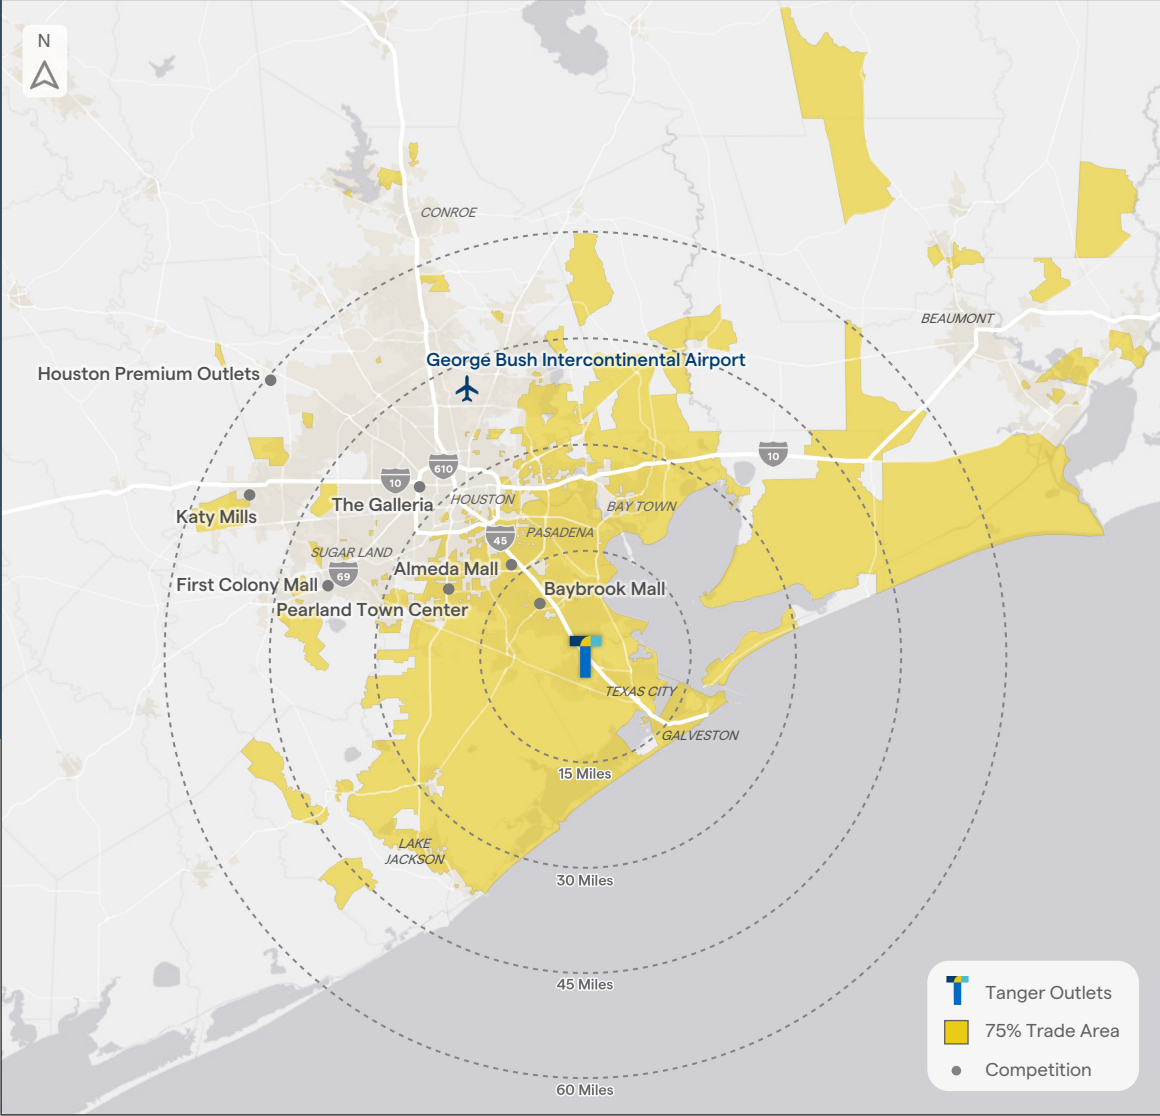 N
CONROE
BEAUMONT
George Bush Intercontinental Airport
Houston Premium Outlets
10
610
10
The Galleria
HOUSTON
Katy Mills
BAY TOWN
PASADENA
45
SUGAR LAND
69
Almeda Mall
First Colony Mall
Baybrook Mall
Pearland Town Center
TEXAS CITY
GALVESTON
15 Miles
LAKE
JACKSON
30 Miles
45 Miles
60 Miles
Tanger Outlets
75% Trade Area
Competition